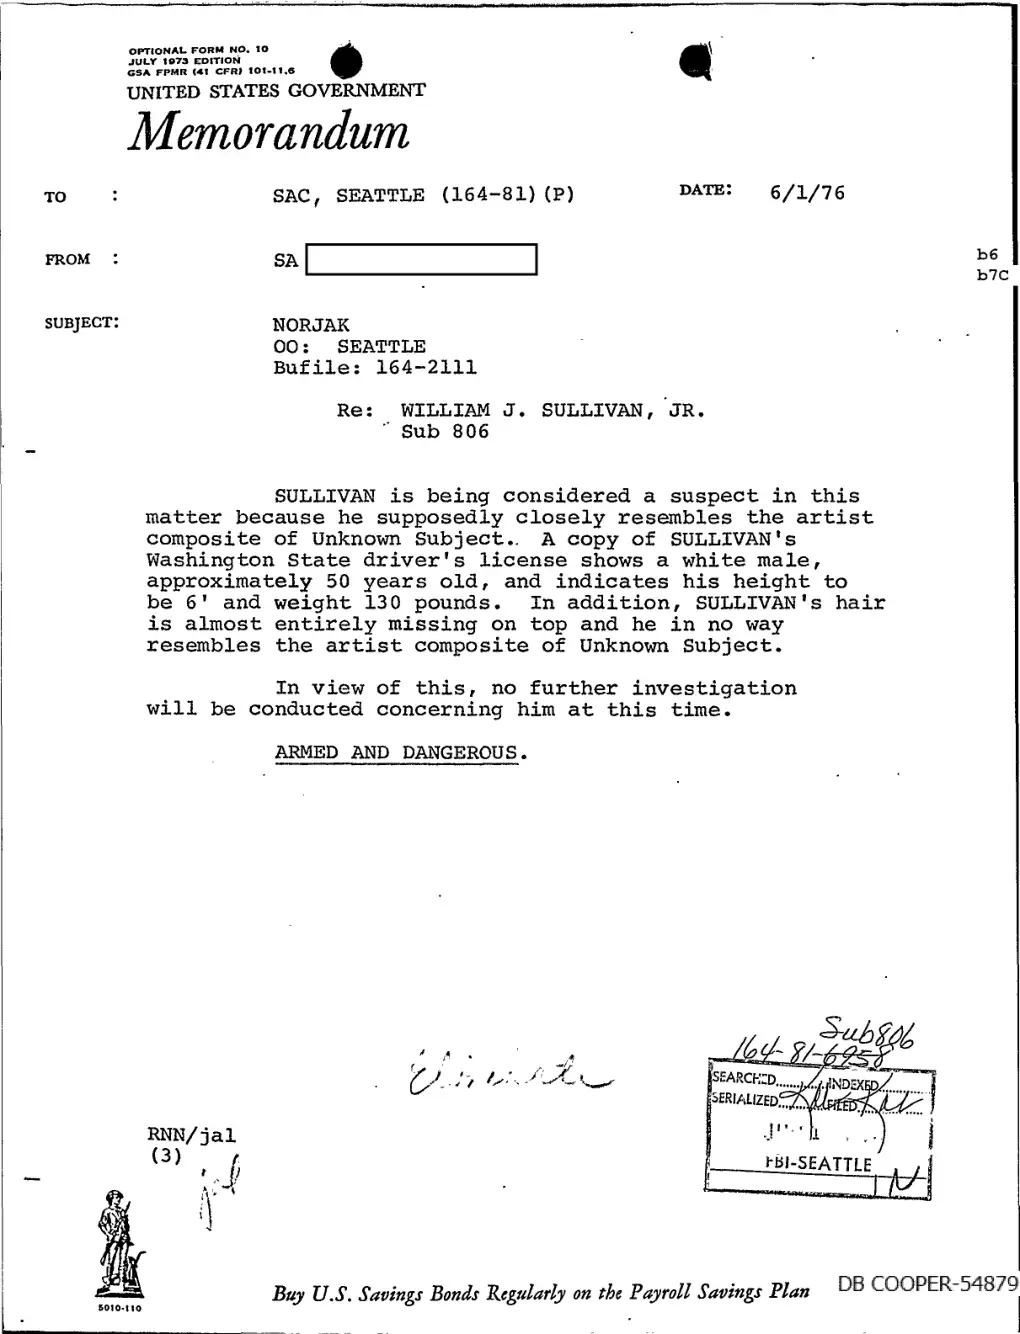 OPTIONAL FORM NO. 10
JULY 1973 EDITION
GSA FPMR (41 CFR) 101-11.6
UNITED STATES GOVERNMENT
Memorandum
TO : SAC, SEATTLE (164-81)(P) DATE: 6/1/76
FROM : SA
b6
b7C
SUBJECT: NORJAK
OO: SEATTLE
Bufile: 164-2111
Re: WILLIAM J. SULLIVAN, JR.
Sub 806
SULLIVAN is being considered a suspect in this
matter because he supposedly closely resembles the artist
composite of Unknown Subject. A copy of SULLIVAN's
Washington State driver's license shows a white male,
approximately 50 years old, and indicates his height to
be 6' and weight 130 pounds. In addition, SULLIVAN's hair
is almost entirely missing on top and he in no way
resembles the artist composite of Unknown Subject.
In view of this, no further investigation
will be conducted concerning him at this time.
ARMED AND DANGEROUS.
Sub 806
164-81-6958
Eliminate
SEARCHED INDEXED
SERIALIZED FILED
FBI-SEATTLE
RNN/jal
(3)
jal
5010-110
Buy U.S. Savings Bonds Regularly on the Payroll Savings Plan
DB COOPER-54879